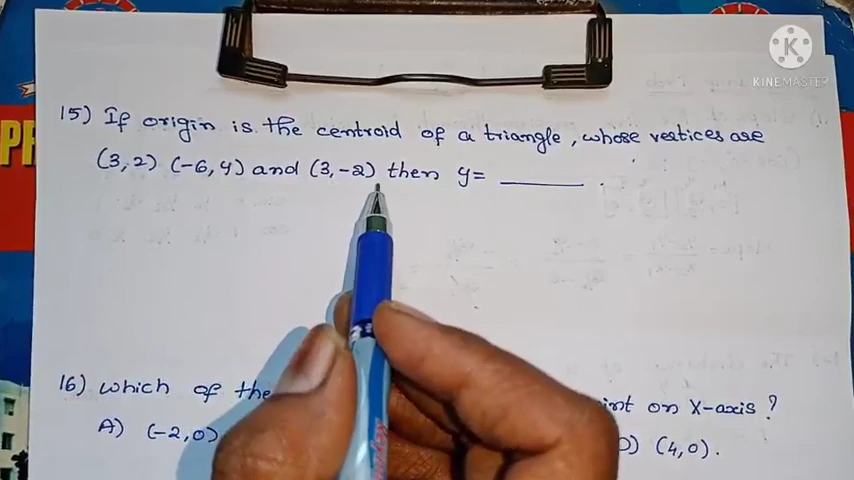 KINEMASTER
15) If origin is the centroid of a triangle, whose vertices are
(3,2) (-6,y) and (3,-2) then y= ______ .
16) which of the int on X-axis ?
A) (-2,0) D) (4,0).